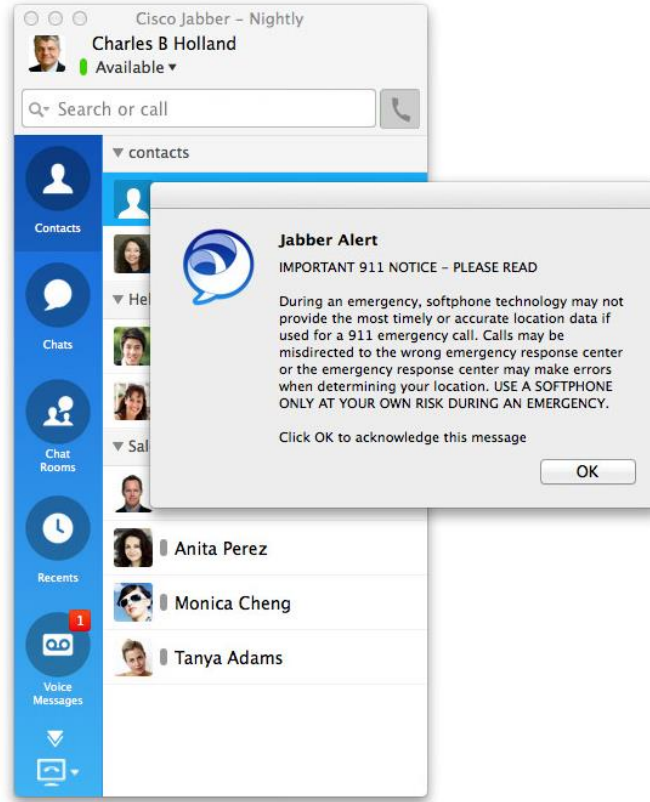 Cisco Jabber – Nightly
Charles B Holland
Available
Search or call
contacts
Contacts
Chats
Chat
Rooms
Recents
1
Voice
Messages
Hel
Sal
Anita Perez
Monica Cheng
Tanya Adams
Jabber Alert
IMPORTANT 911 NOTICE – PLEASE READ
During an emergency, softphone technology may not
provide the most timely or accurate location data if
used for a 911 emergency call. Calls may be
misdirected to the wrong emergency response center
or the emergency response center may make errors
when determining your location. USE A SOFTPHONE
ONLY AT YOUR OWN RISK DURING AN EMERGENCY.
Click OK to acknowledge this message
OK